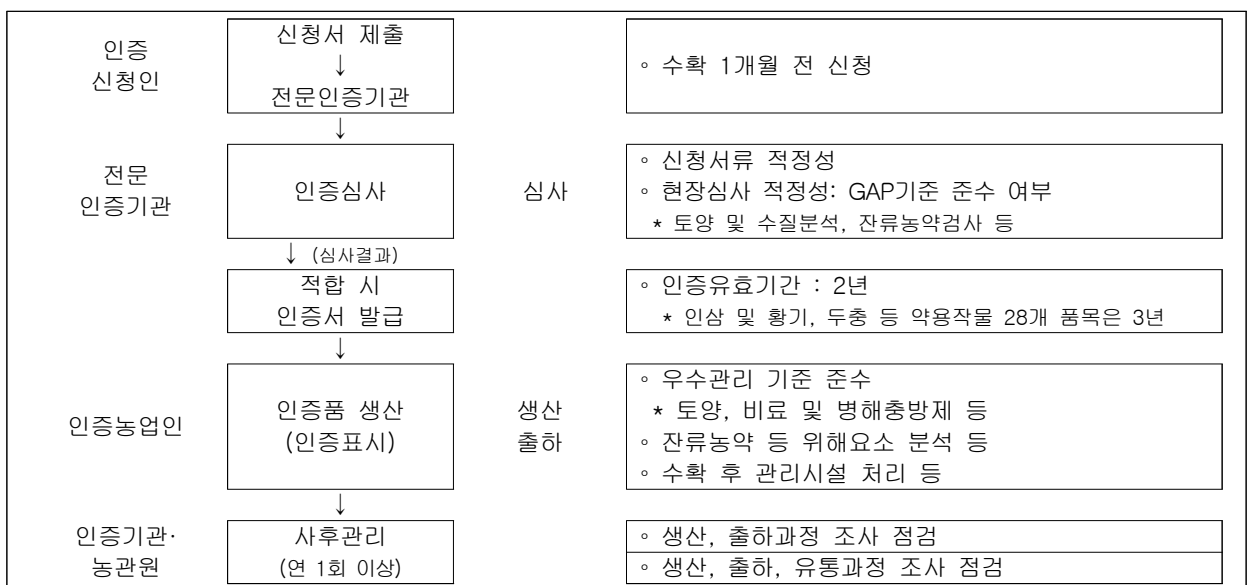 인증
신청인
신청서 제출
↓
전문인증기관
◦ 수확 1개월 전 신청
↓
전문
인증기관
인증심사
심사
◦ 신청서류 적정성
◦ 현장심사 적정성: GAP기준 준수 여부
* 토양 및 수질분석, 잔류농약검사 등
↓ (심사결과)
적합 시
인증서 발급
◦ 인증유효기간 : 2년
* 인삼 및 황기, 두충 등 약용작물 28개 품목은 3년
↓
인증농업인
인증품 생산
(인증표시)
생산
출하
◦ 우수관리 기준 준수
* 토양, 비료 및 병해충방제 등
◦ 잔류농약 등 위해요소 분석 등
◦ 수확 후 관리시설 처리 등
↓
인증기관·
농관원
사후관리
(연 1회 이상)
◦ 생산, 출하과정 조사 점검
◦ 생산, 출하, 유통과정 조사 점검